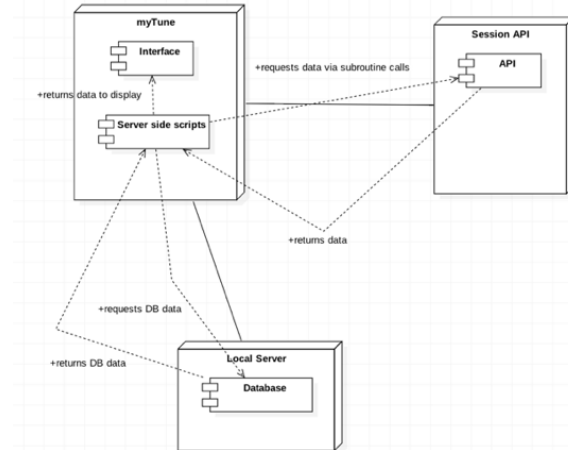 myTune
Session API
Interface
API
+requests data via subroutine calls
+returns data to display
Server side scripts
+returns data
+requests DB data
+returns DB data
Local Server
Database